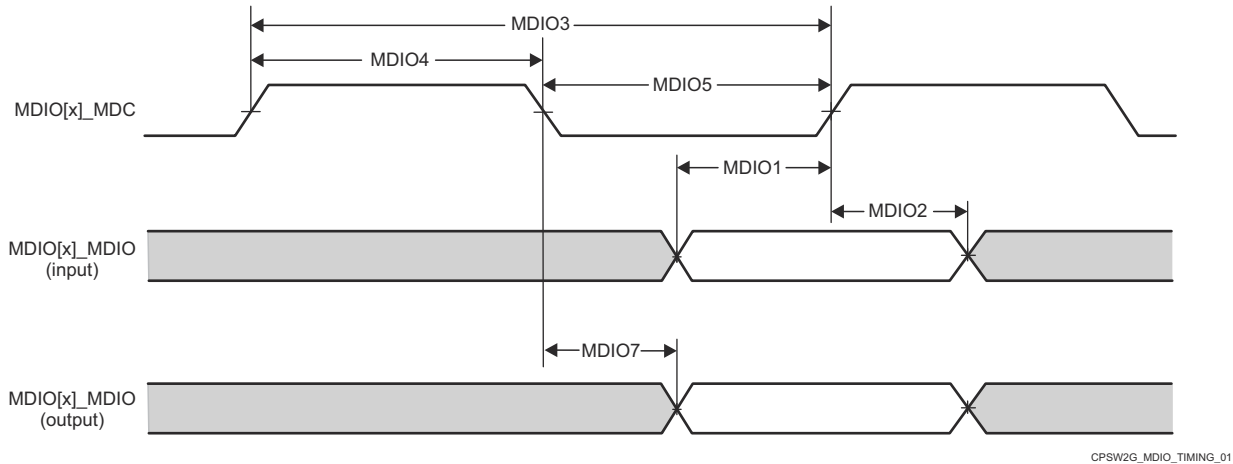 MDIO3
MDIO4
MDIO5
MDIO[x]_MDC
MDIO1
MDIO2
MDIO[x]_MDIO
(input)
MDIO7
MDIO[x]_MDIO
(output)
CPSW2G_MDIO_TIMING_01